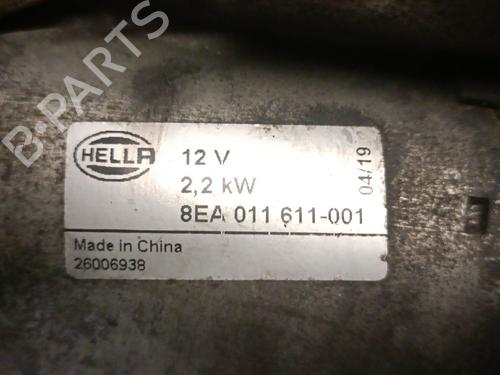 B-PARTS
HELLA
12 V
2,2 kW
8EA 011 611-001
04/19
Made in China
26006938